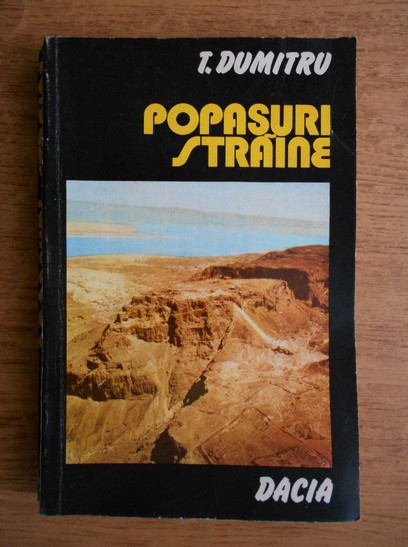 T. DUMITRU
POPASURI
STRĂINE
DACIA